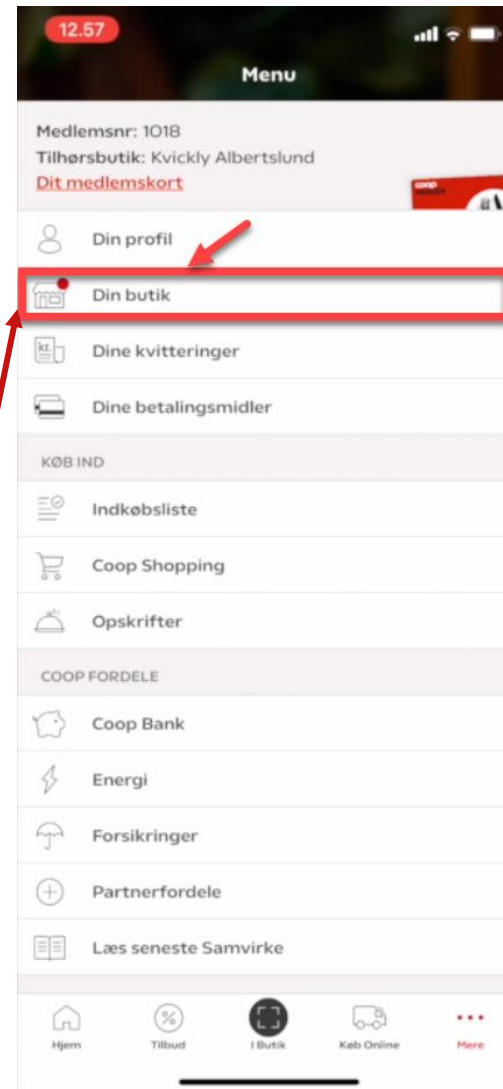 12.57
Menu
Medlemsnr: 1018
Tilhørsbutik: Kvickly Albertslund
Dit medlemskort
coop
Din profil
Din butik
kr.
Dine kvitteringer
Dine betalingsmidler
KØB IND
Indkøbsliste
Coop Shopping
Opskrifter
COOP FORDELE
Coop Bank
Energi
Forsikringer
Partnerfordele
Læs seneste Samvirke
Hjem
%
Tilbud
I Butik
Køb Online
Mere